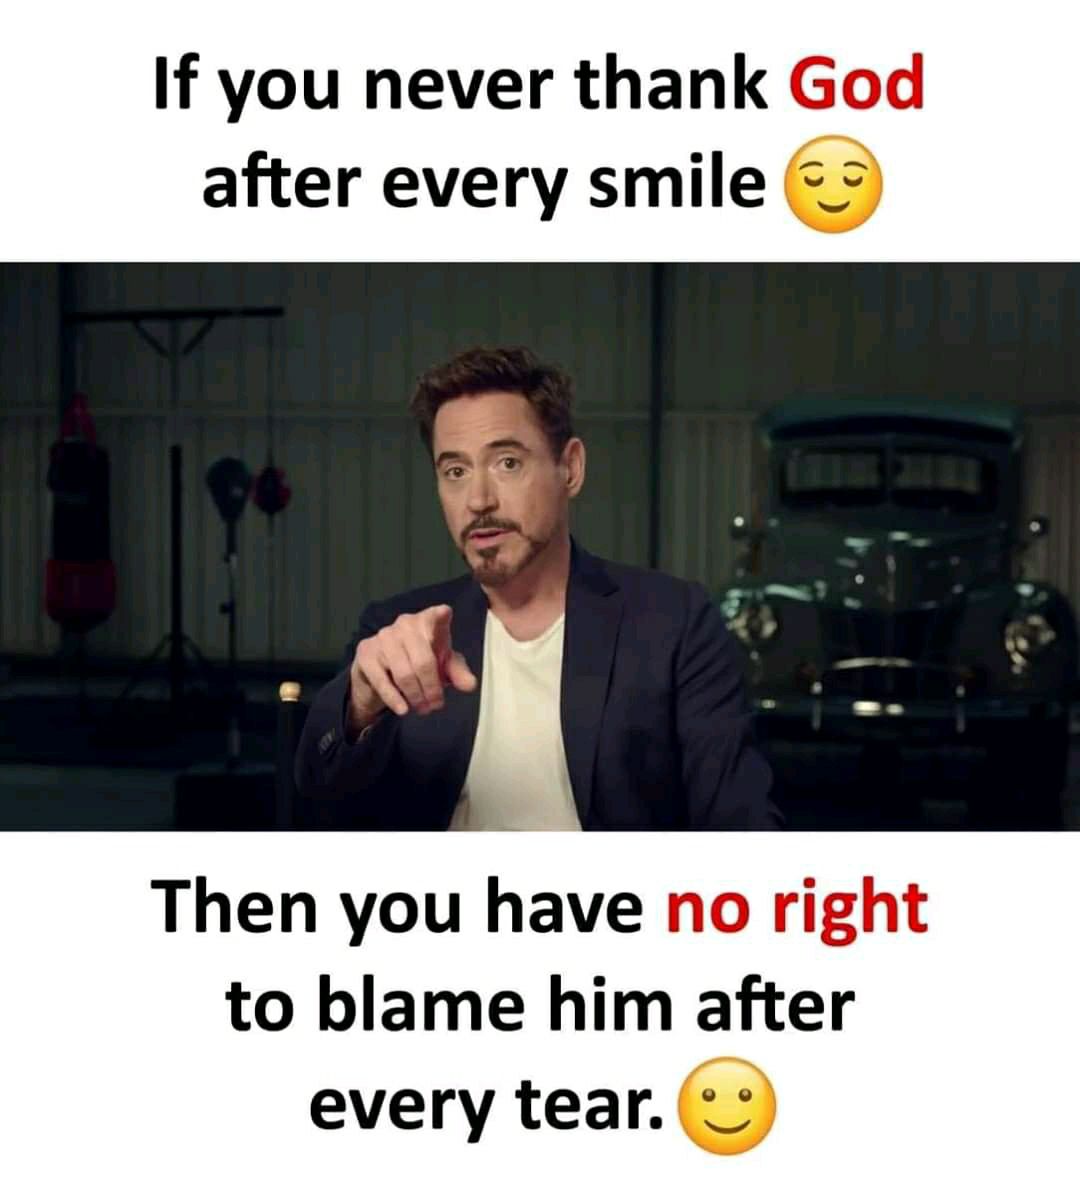 If you never thank God
after every smile 😌
Then you have no right
to blame him after
every tear. 🙂